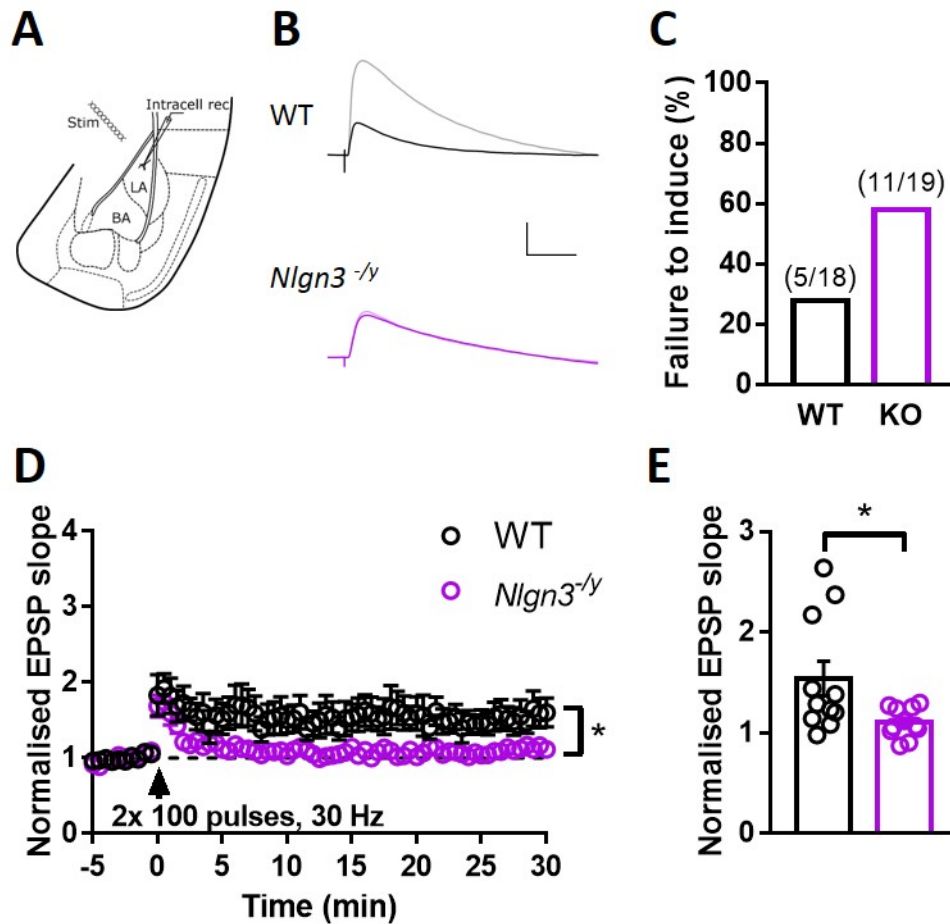 A
Stim
Intracell rec
LA
BA
B
WT
Nlgn3 -/y
C
Failure to induce (%)
100
80
60
40
20
0
(5/18)
(11/19)
WT KO
D
Normalised EPSP slope
4
3
2
1
0
WT
Nlgn3-/y
*
2x 100 pulses, 30 Hz
-5 0 5 10 15 20 25 30
Time (min)
E
Normalised EPSP slope
3
2
1
0
*